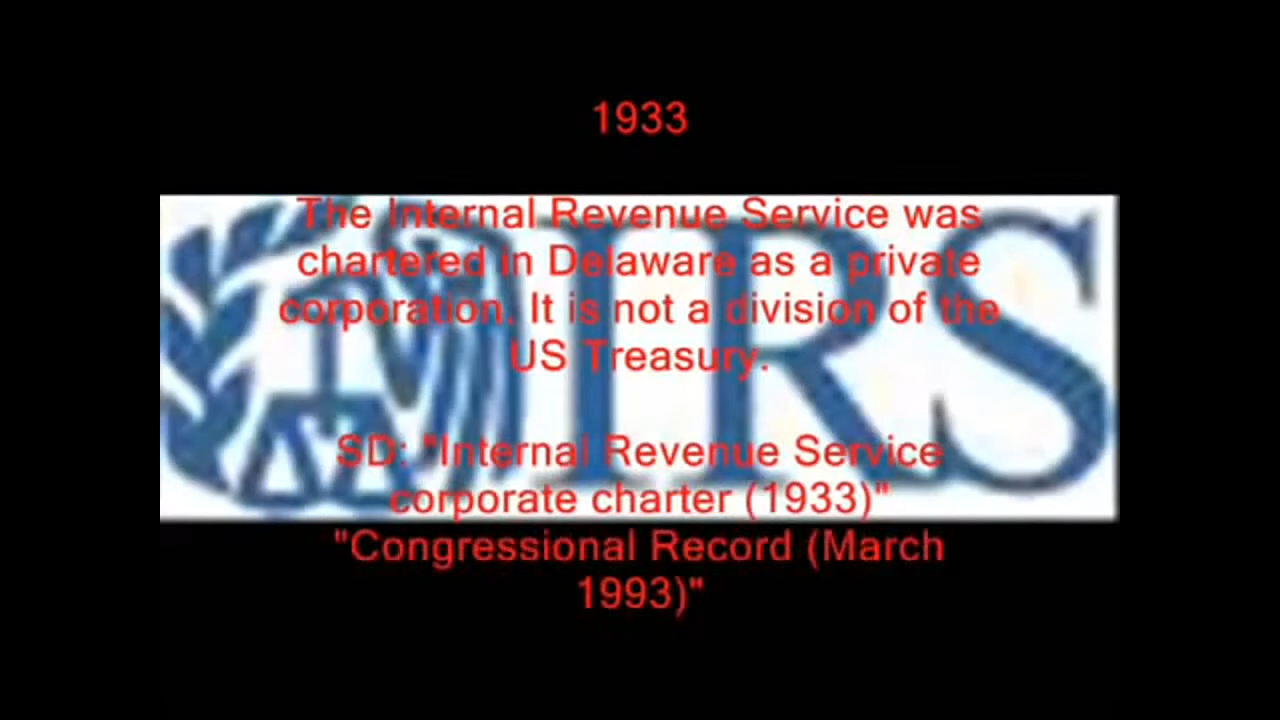 1933
The Internal Revenue Service was
chartered in Delaware as a private
corporation. It is not a division of the
US Treasury.
SD: "Internal Revenue Service
corporate charter (1933)"
"Congressional Record (March
1993)"
IRS